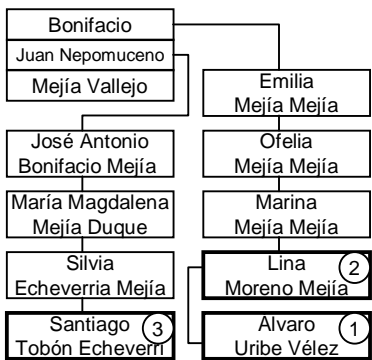 Bonifacio
Juan Nepomuceno
Mejía Vallejo
Emilia
Mejía Mejía
José Antonio
Bonifacio Mejía
Ofelia
Mejía Mejía
María Magdalena
Mejía Duque
Marina
Mejía Mejía
Silvia
Echeverria Mejía
Lina
Moreno Mejía
2
Santiago
Tobón Echeverri
3
Alvaro
Uribe Vélez
1